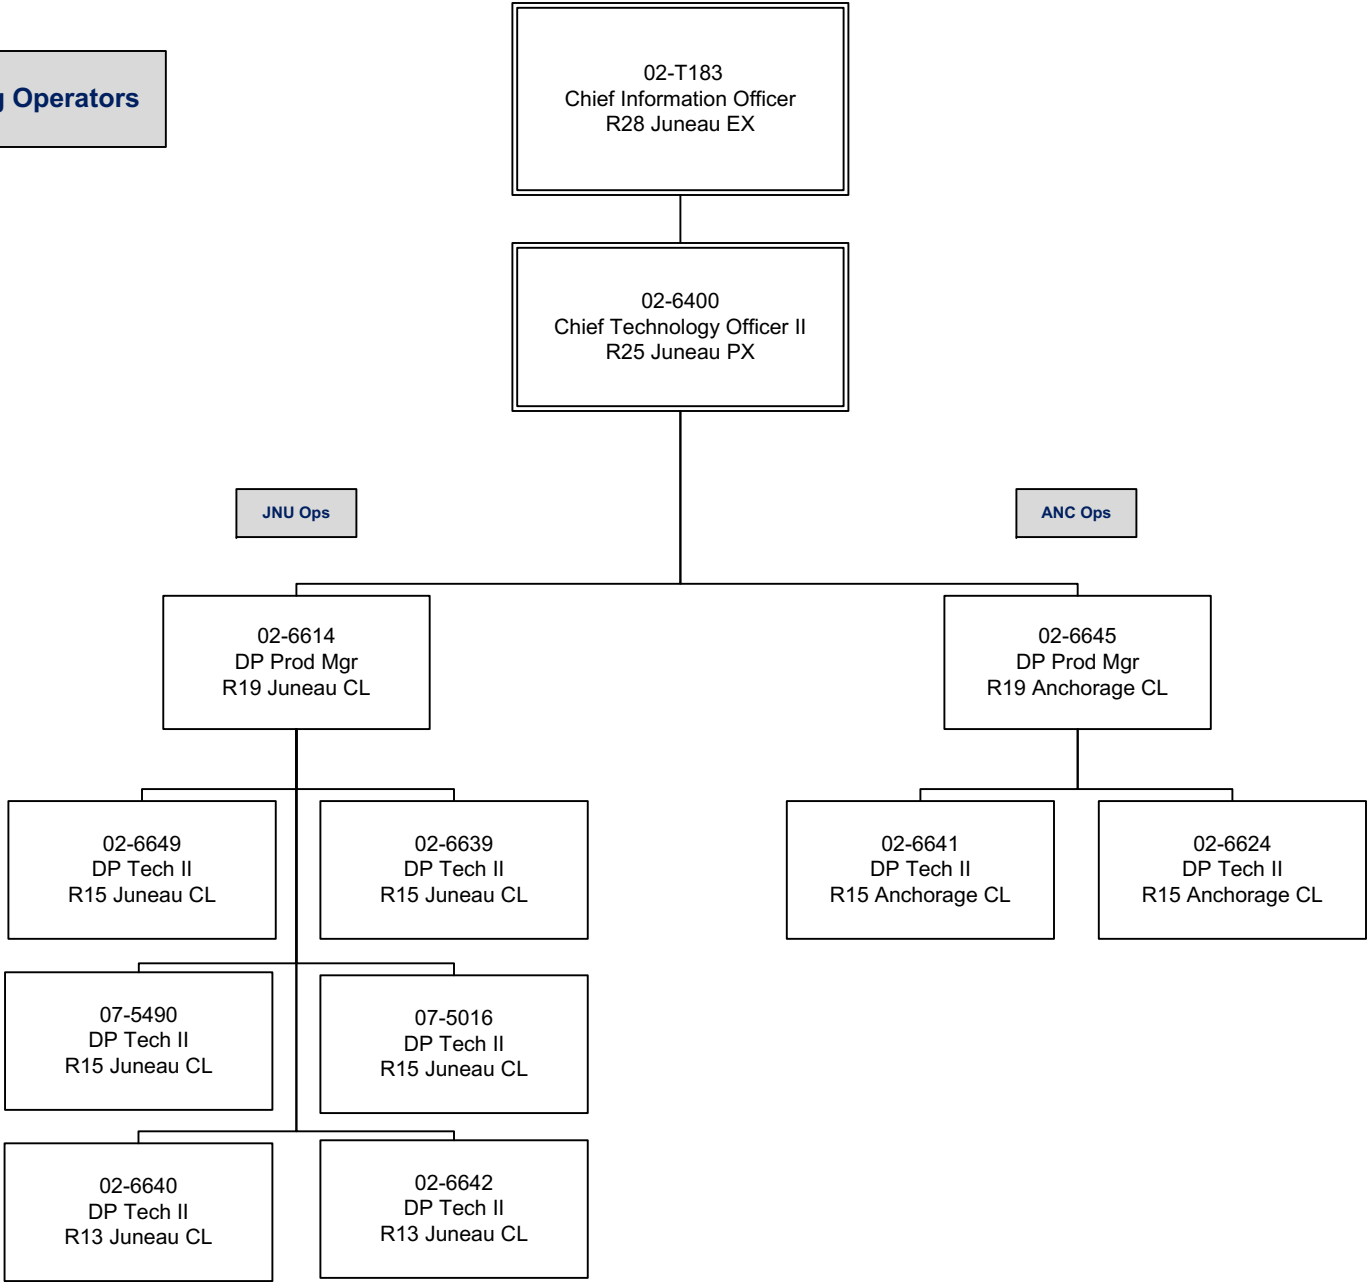 Operators
02-T183
Chief Information Officer
R28 Juneau EX
02-6400
Chief Technology Officer II
R25 Juneau PX
JNU Ops
ANC Ops
02-6614
DP Prod Mgr
R19 Juneau CL
02-6645
DP Prod Mgr
R19 Anchorage CL
02-6649
DP Tech II
R15 Juneau CL
02-6639
DP Tech II
R15 Juneau CL
02-6641
DP Tech II
R15 Anchorage CL
02-6624
DP Tech II
R15 Anchorage CL
07-5490
DP Tech II
R15 Juneau CL
07-5016
DP Tech II
R15 Juneau CL
02-6640
DP Tech II
R13 Juneau CL
02-6642
DP Tech II
R13 Juneau CL